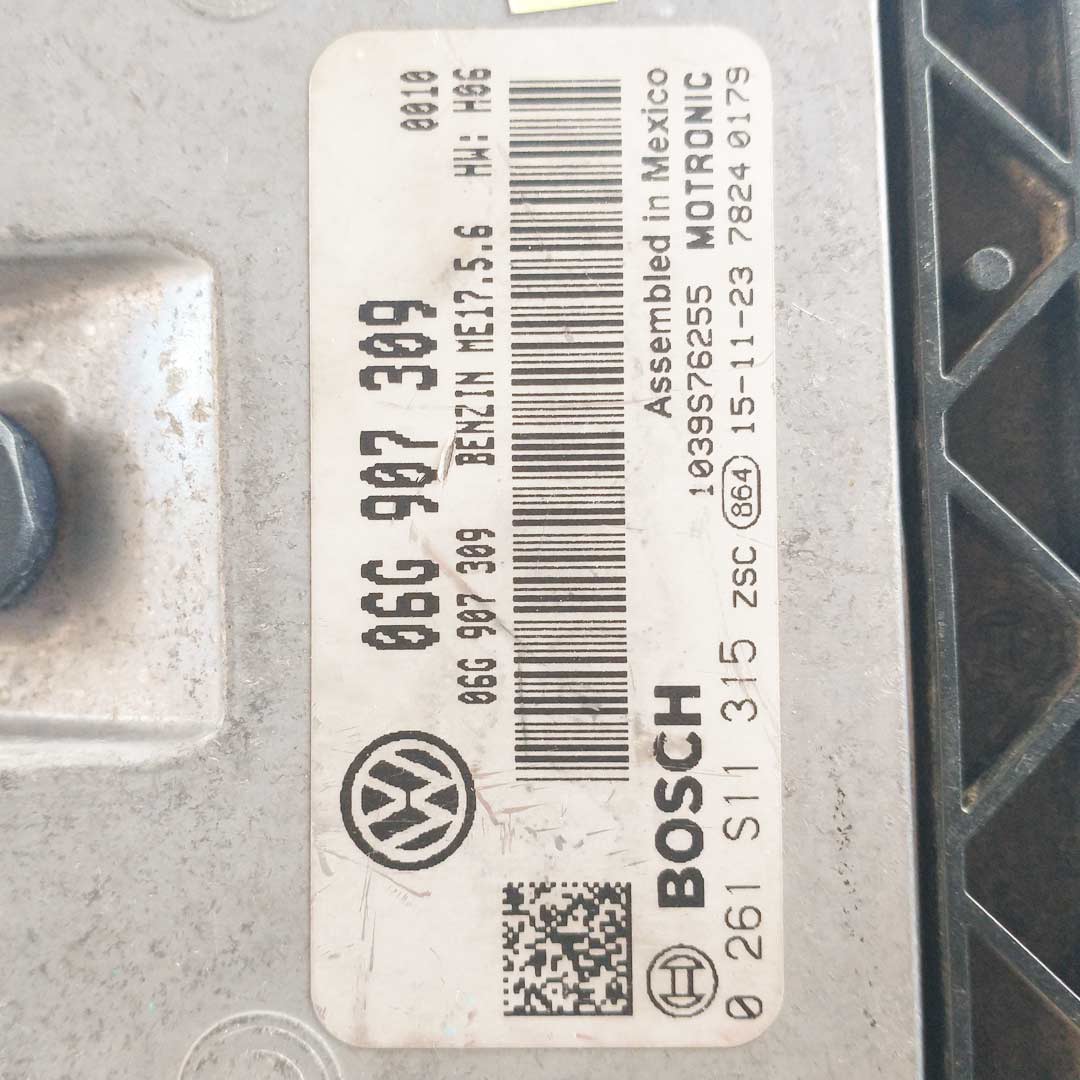 06G 907 309 0010
06G 907 309 BENZIN ME17.5.6 HW: H06
Assembled in Mexico
BOSCH 1039S76255 MOTRONIC
0 261 S11 315 ZSC 864 15-11-23 7824 0179